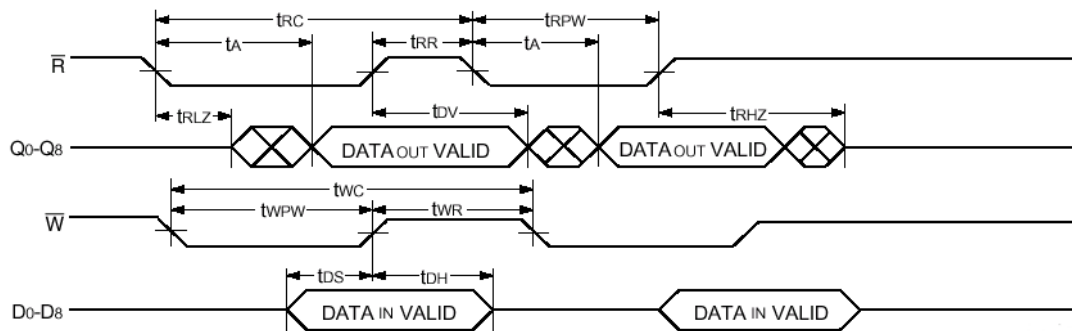 tRC tRPW
tA tRR tA
R
tRLZ tDV tRHZ
Q0-Q8 DATA OUT VALID DATA OUT VALID
tWC
tWPW tWR
W
tDS tDH
D0-D8 DATA IN VALID DATA IN VALID